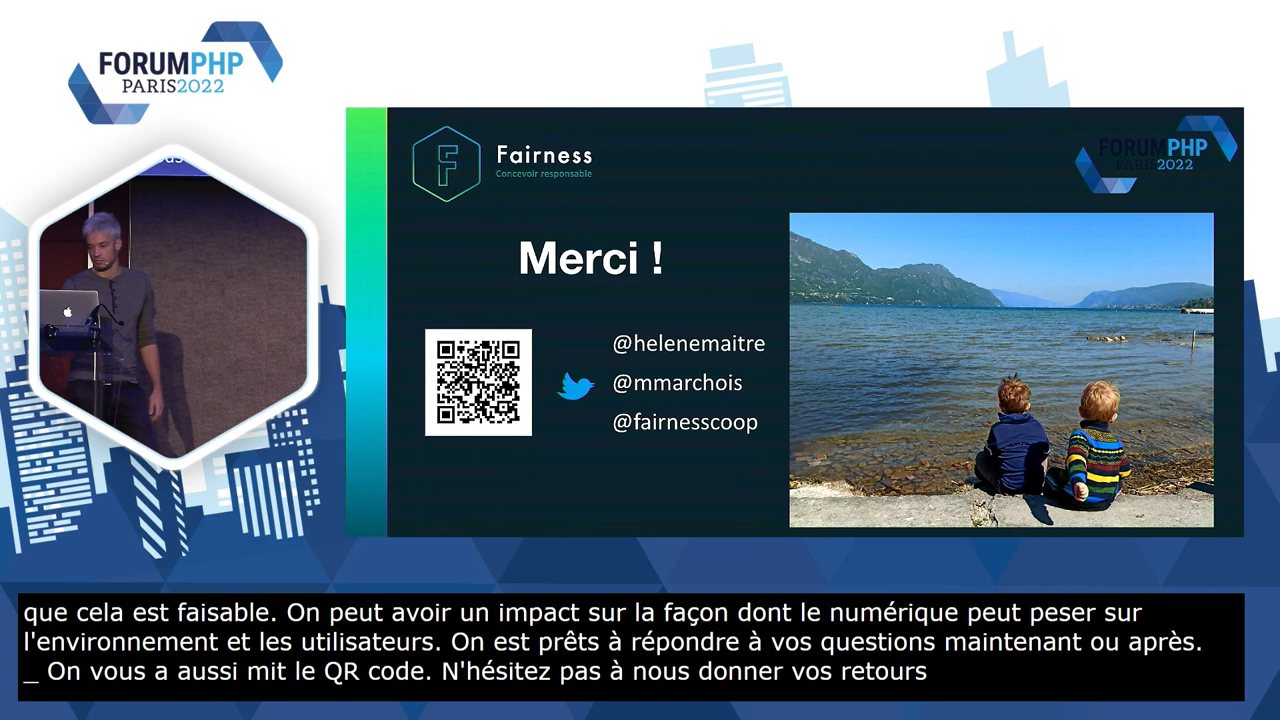 FORUMPHP
PARIS2022
Fairness
Concevoir responsable
FORUMPHP
PARIS2022
Merci !
@helenemaitre
@mmarchois
@fairnesscoop
que cela est faisable. On peut avoir un impact sur la façon dont le numérique peut peser sur
l'environnement et les utilisateurs. On est prêts à répondre à vos questions maintenant ou après.
_ On vous a aussi mit le QR code. N'hésitez pas à nous donner vos retours